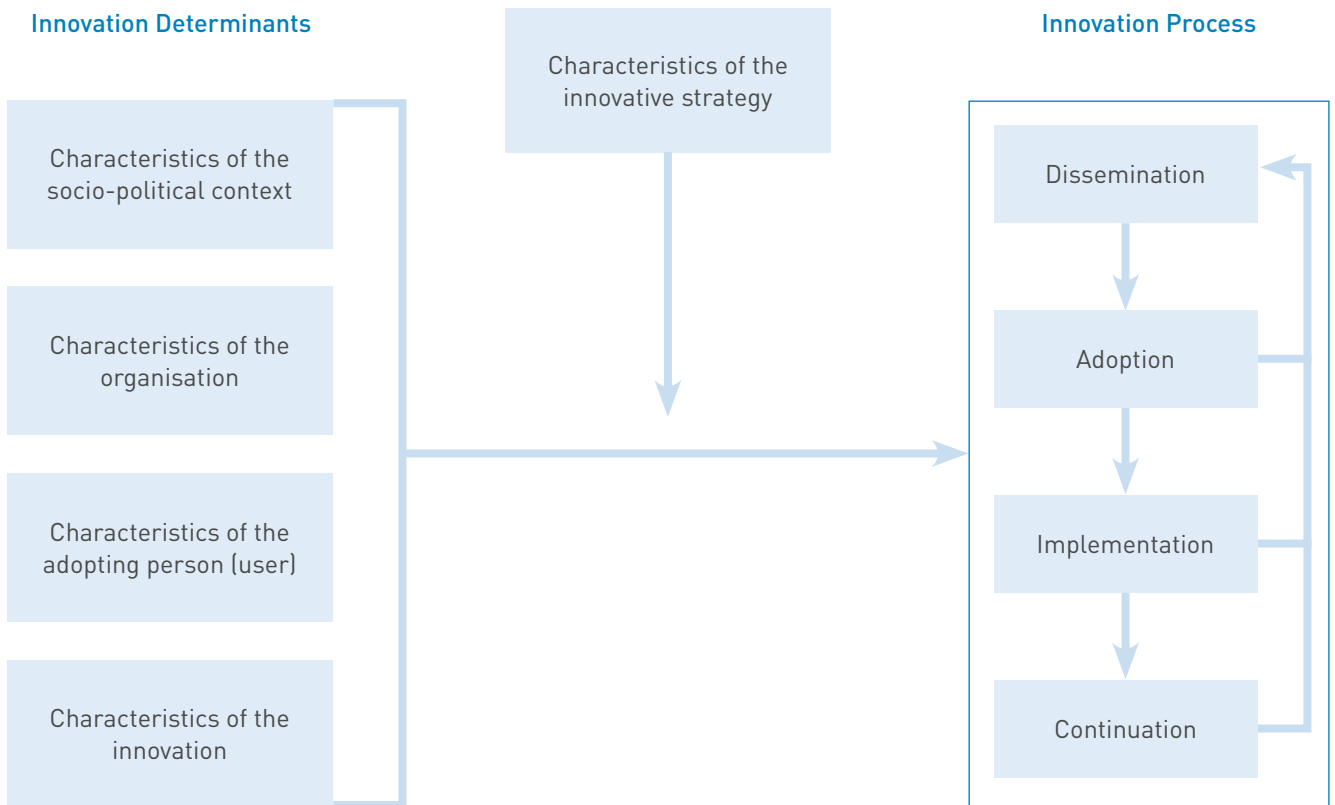 Innovation Determinants
Characteristics of the
socio-political context
Characteristics of the
organisation
Characteristics of the
adopting person (user)
Characteristics of the
innovation
Characteristics of the
innovative strategy
Innovation Process
Dissemination
Adoption
Implementation
Continuation